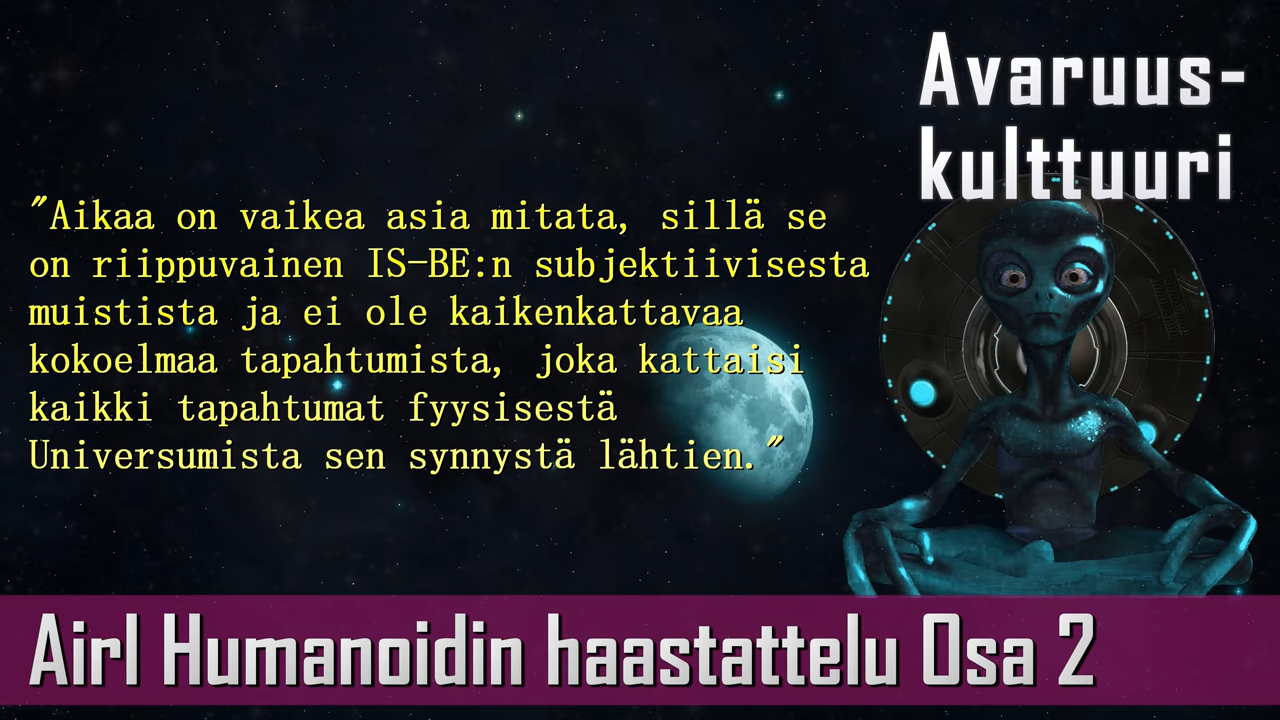 Avaruus-
kulttuuri
"Aikaa on vaikea asia mitata, sillä se
on riippuvainen IS-BE:n subjektiivisesta
muistista ja ei ole kaikenkattavaa
kokoelmaa tapahtumista, joka kattaisi
kaikki tapahtumat fyysisestä
Universumista sen synnystä lähtien."
Airl Humanoidin haastattelu Osa 2